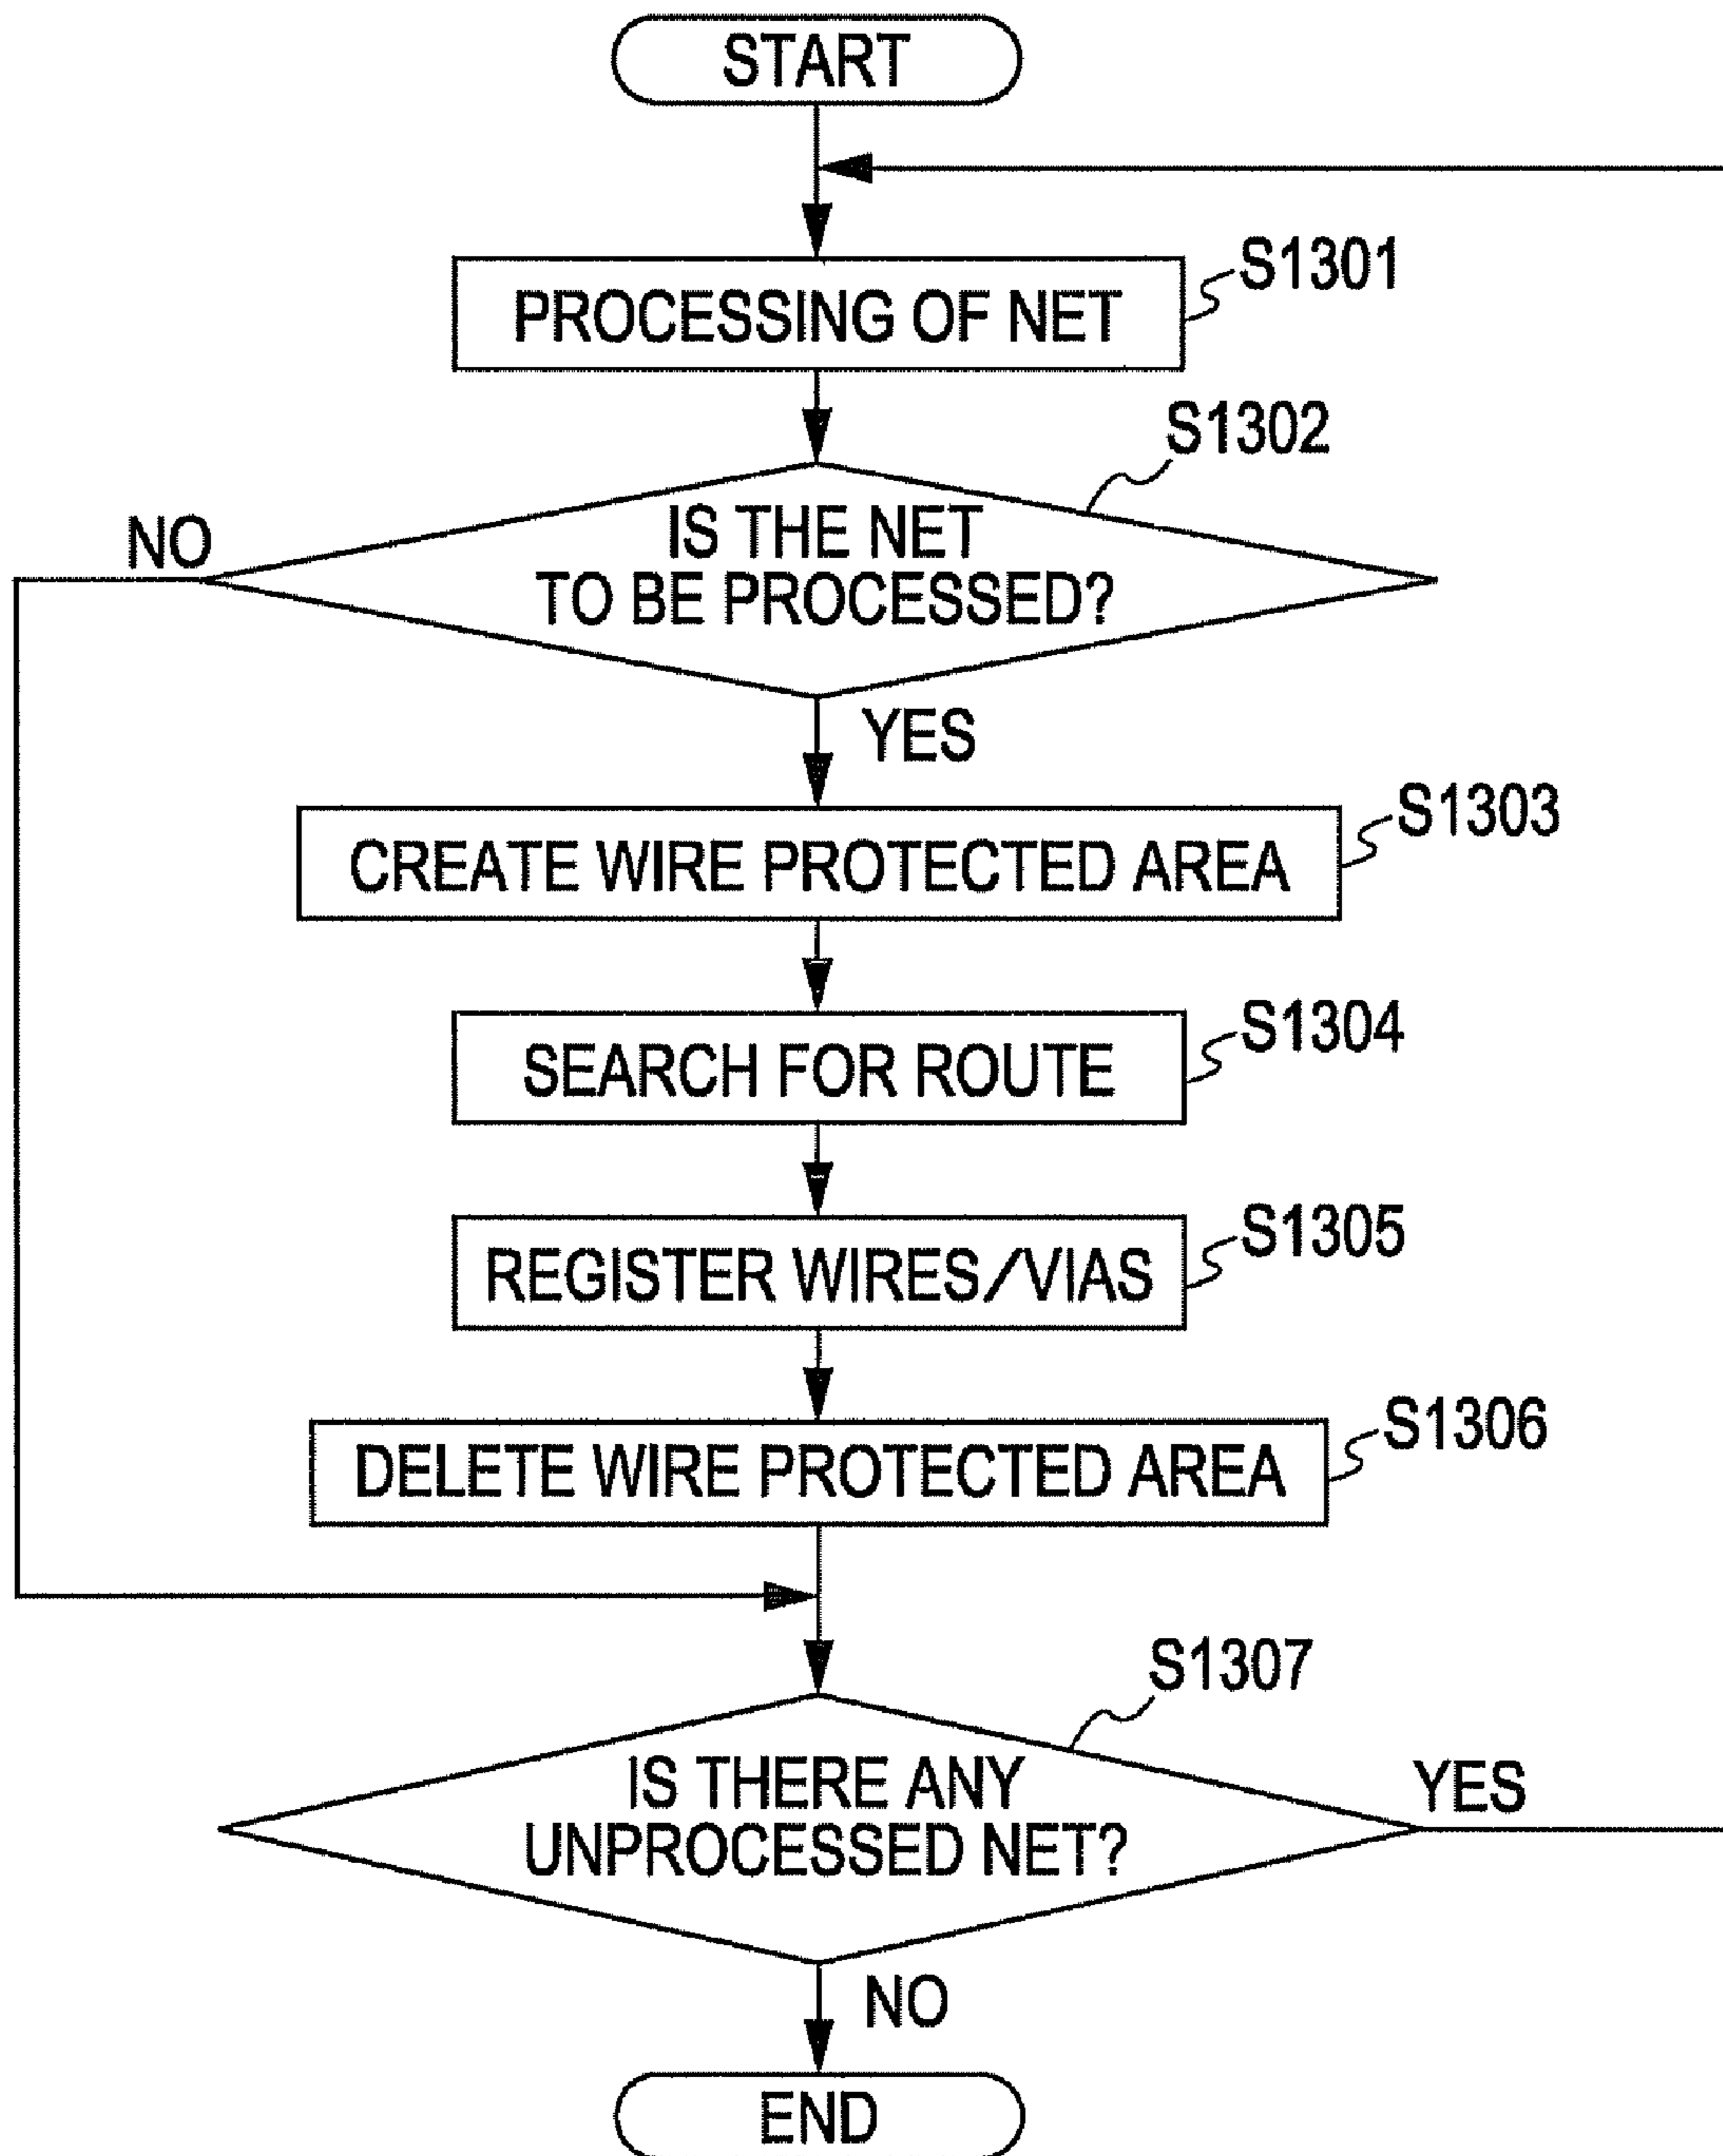 START
S1301
PROCESSING OF NET
S1302
NO
IS THE NET
TO BE PROCESSED?
YES
S1303
CREATE WIRE PROTECTED AREA
S1304
SEARCH FOR ROUTE
S1305
REGISTER WIRES/VIAS
S1306
DELETE WIRE PROTECTED AREA
S1307
IS THERE ANY
UNPROCESSED NET?
YES
NO
END